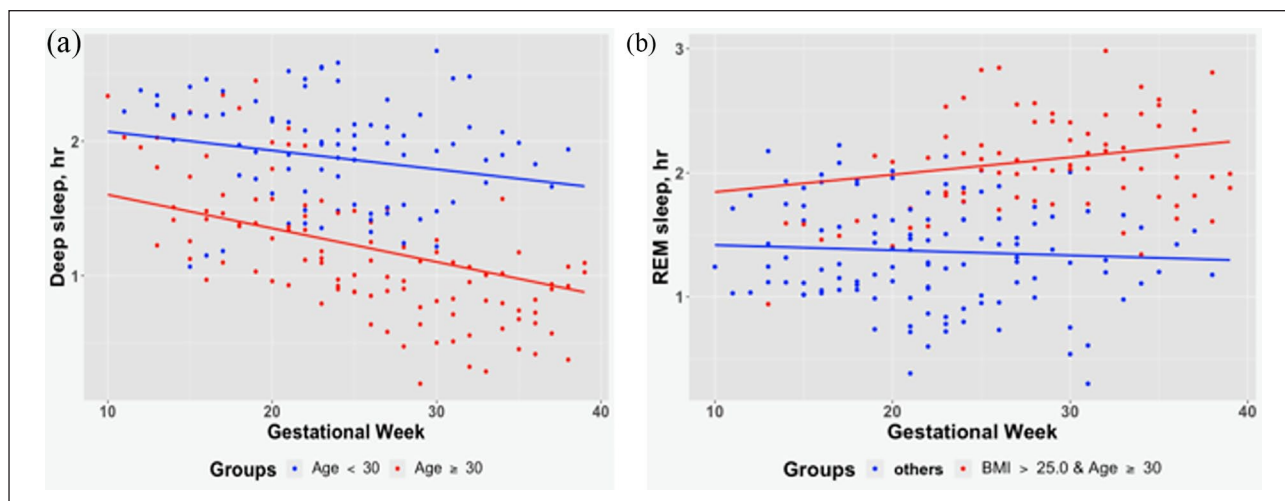 (a)
Deep sleep, hr
2
1
10 20 30 40
Gestational Week
Groups Age < 30 Age ≥ 30
(b)
REM sleep, hr
3
2
1
10 20 30 40
Gestational Week
Groups others BMI > 25.0 & Age ≥ 30